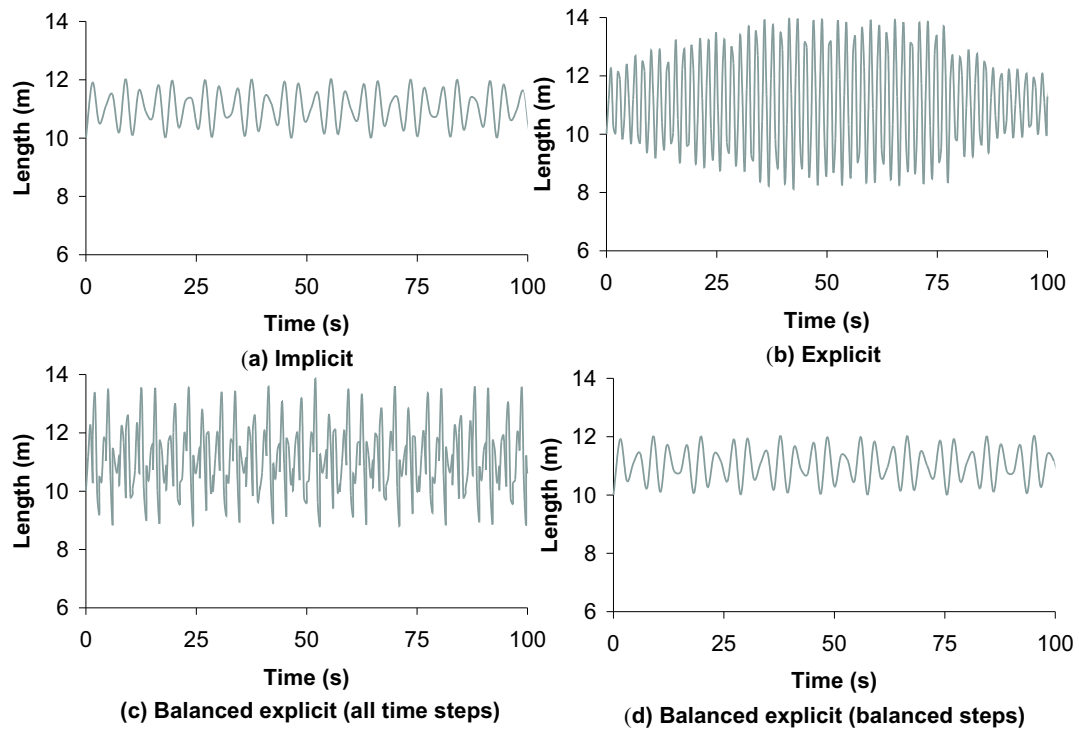 14
12
10
8
6
Length (m)
0 25 50 75 100
Time (s)
(a) Implicit
14
12
10
8
6
Length (m)
0 25 50 75 100
Time (s)
(b) Explicit
14
12
10
8
6
Length (m)
0 25 50 75 100
Time (s)
(c) Balanced explicit (all time steps)
14
12
10
8
6
Length (m)
0 25 50 75 100
Time (s)
(d) Balanced explicit (balanced steps)